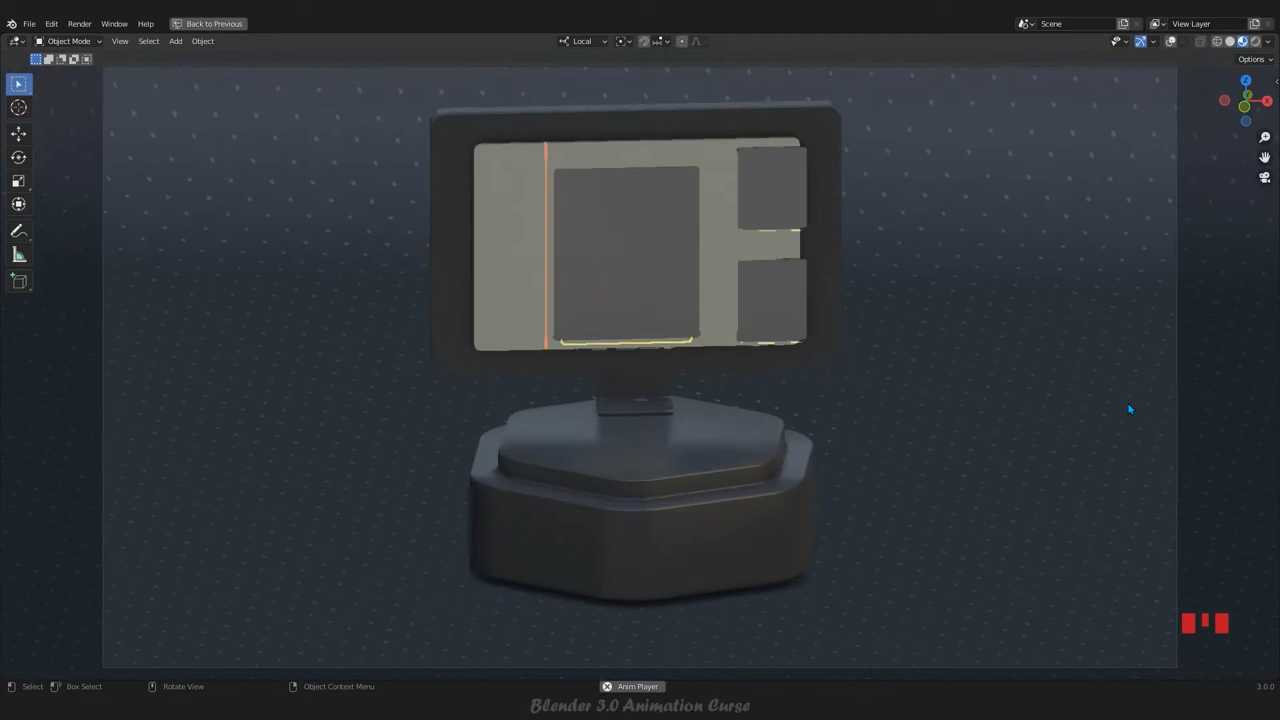 File Edit Render Window Help Back to Previous Scene View Layer
Object Mode View Select Add Object Local
Options
Z
Y
X
Select Box Select Rotate View Object Context Menu Anim Player 3.0.0
Blender 3.0 Animation Curse